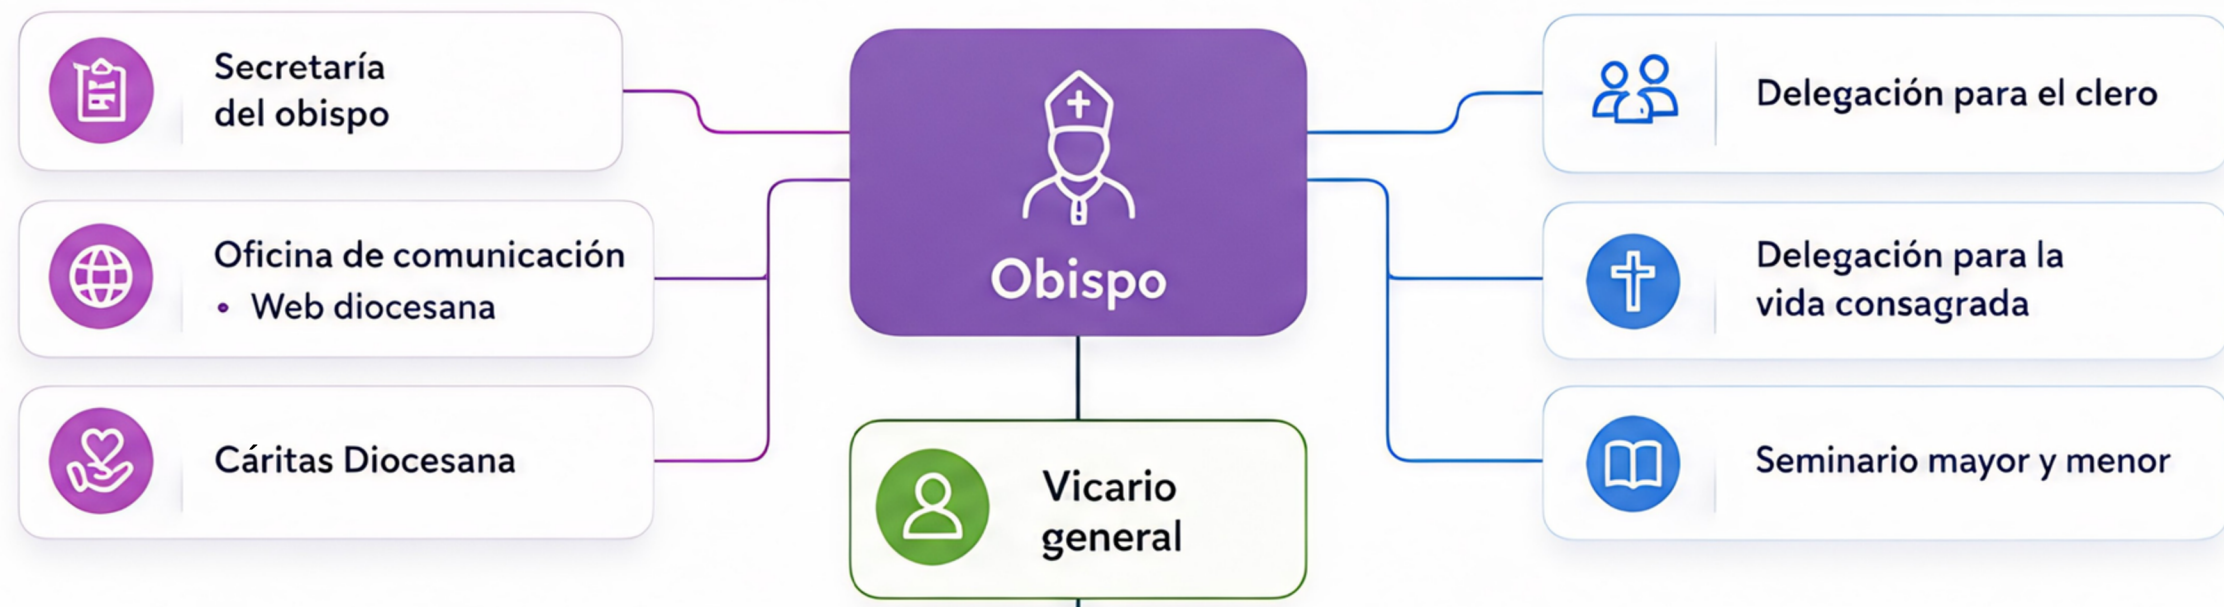 Secretaría
del obispo
Oficina de comunicación
• Web diocesana
Cáritas Diocesana
Obispo
Vicario
general
Delegación para el clero
Delegación para la
vida consagrada
Seminario mayor y menor